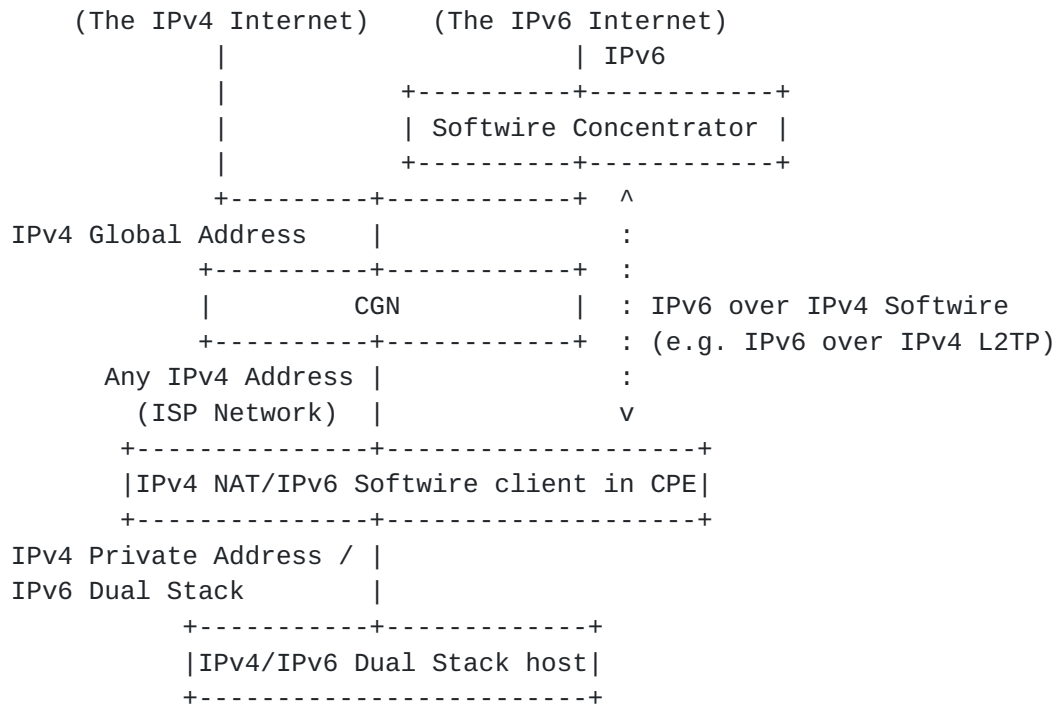 (The IPv4 Internet) (The IPv6 Internet)
IPv6
Softwire Concentrator
IPv4 Global Address
CGN : IPv6 over IPv4 Softwire
: (e.g. IPv6 over IPv4 L2TP)
Any IPv4 Address
(ISP Network)
IPv4 NAT/IPv6 Softwire client in CPE
IPv4 Private Address /
IPv6 Dual Stack
IPv4/IPv6 Dual Stack host